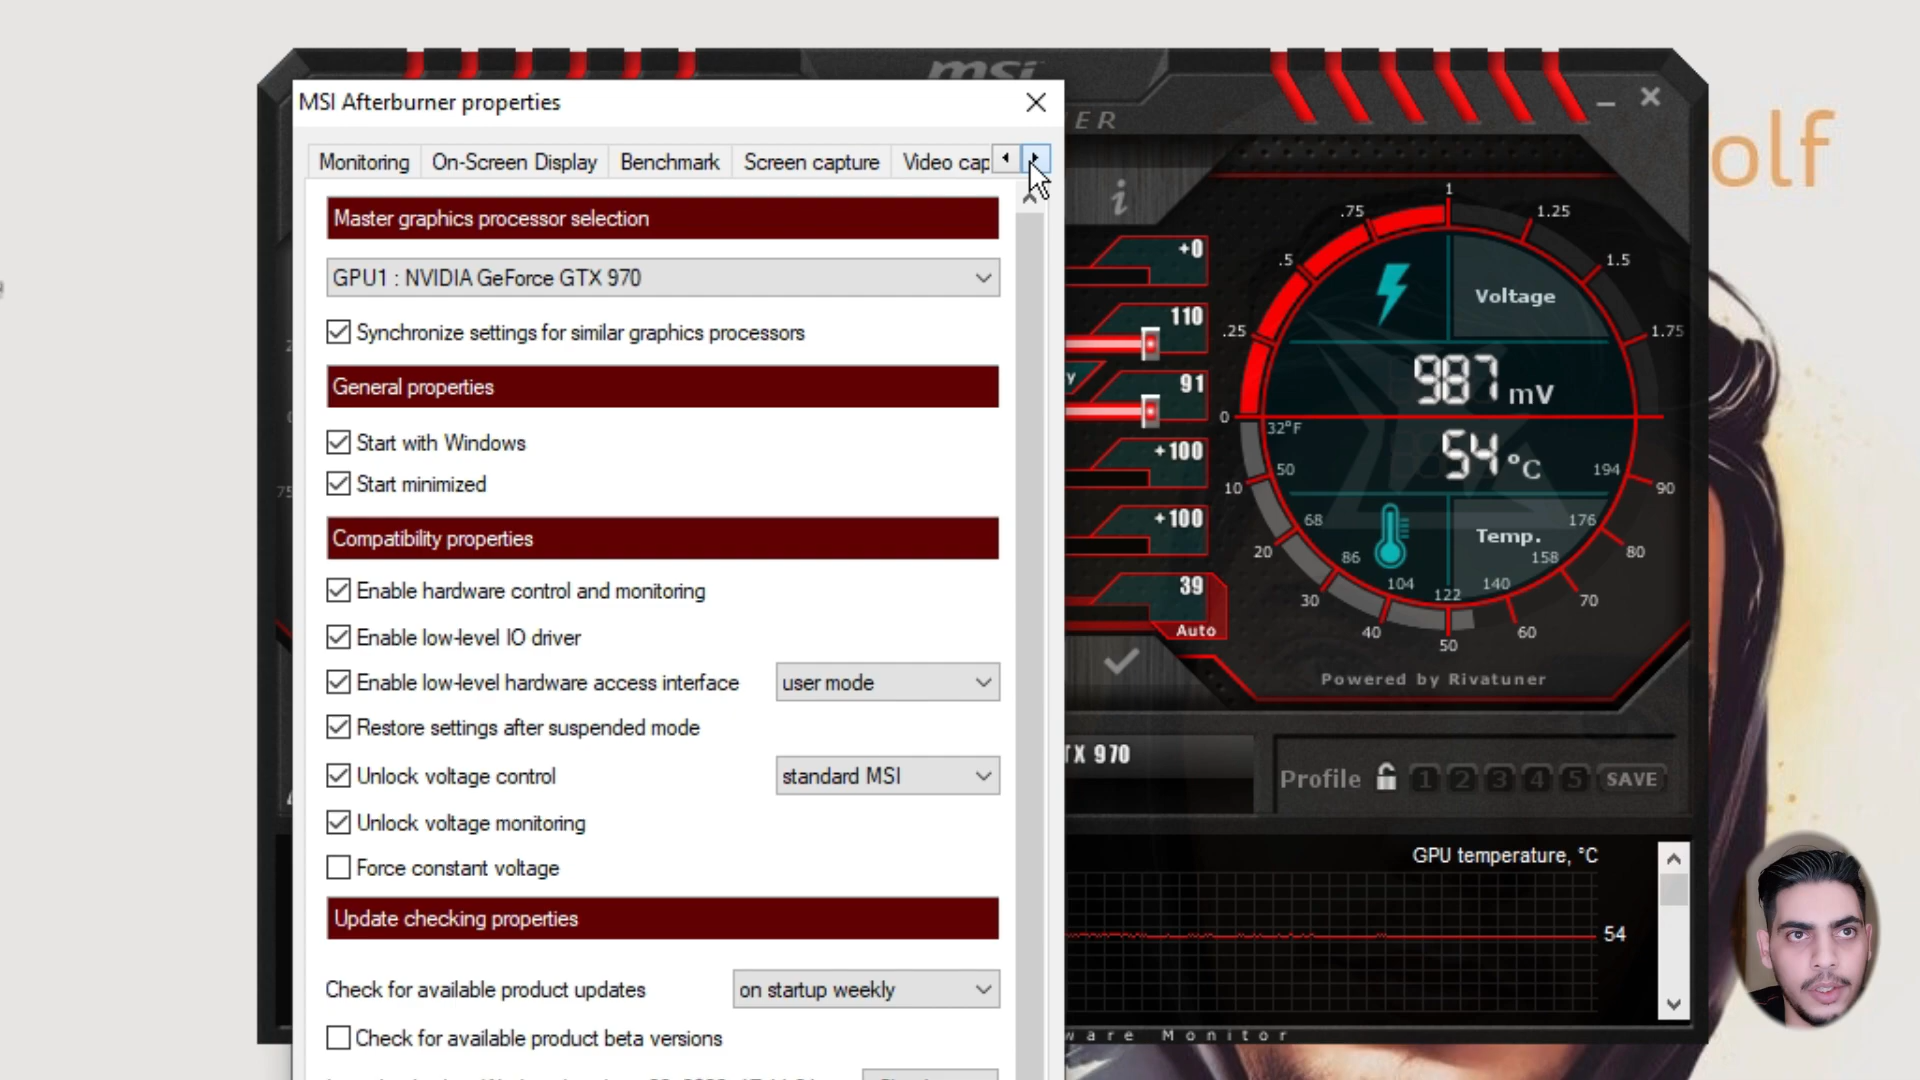 msi
ER
olf
MSI Afterburner properties
Monitoring On-Screen Display Benchmark Screen capture Video cap
Master graphics processor selection
GPU1 : NVIDIA GeForce GTX 970
Synchronize settings for similar graphics processors
General properties
Start with Windows
Start minimized
Compatibility properties
Enable hardware control and monitoring
Enable low-level IO driver
Enable low-level hardware access interface user mode
Restore settings after suspended mode
Unlock voltage control standard MSI
Unlock voltage monitoring
Force constant voltage
Update checking properties
Check for available product updates on startup weekly
Check for available product beta versions
i
+0
110
y
91
+100
+100
39
Auto
0 .25 .5 .75 1 1.25 1.5 1.75
Voltage
987 mV
54 °C
Temp.
32°F 50 68 86 104 122 140 158 176 194
10 20 30 40 50 60 70 80 90
Powered by Rivatuner
TX 970
Profile 1 2 3 4 5 SAVE
GPU temperature, °C
54
ware Monitor
75